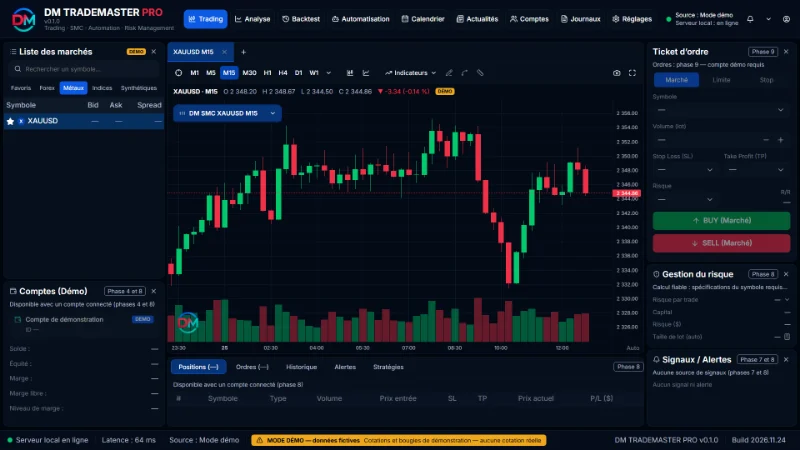 DM TRADEMASTER PRO
v0.1.0
Trading · SMC · Automation · Risk Management
Trading
Analyse
Backtest
Automatisation
Calendrier
Actualités
Comptes
Journaux
Réglages
Source : Mode démo
Serveur local : en ligne
Liste des marchés
DÉMO
Rechercher un symbole...
Favoris Forex Métaux Indices Synthétiques
Symbole Bid Ask Spread
XAUUSD — — —
Comptes (Démo)
Phase 4 et 8
Disponible avec un compte connecté (phases 4 et 8)
Compte de démonstration
DÉMO
ID —
Solde : —
Équité : —
Marge : —
Marge libre : —
Niveau de marge : —
XAUUSD M15
M1 M5 M15 M30 H1 H4 D1 W1
Indicateurs
XAUUSD · M15 O 2 348.20 H 2 348.67 L 2 344.50 C 2 344.86 ▼ -3.34 (-0.14 %) DÉMO
DM SMC XAUUSD M15
2 356.00
2 354.00
2 352.00
2 350.00
2 348.00
2 346.00
2 344.86
2 344.00
2 342.00
2 340.00
2 338.00
2 336.00
2 334.00
2 332.00
2 330.00
2 328.00
2 326.00
DM
23:30 25 02:30 04:00 05:30 07:00 08:30 10:00 12:00 Auto
Positions (—) Ordres (—) Historique Alertes Stratégies
Phase 8
Disponible avec un compte connecté (phase 8)
# Symbole Type Volume Prix entrée SL TP Prix actuel P/L ($)
Ticket d'ordre
Phase 9
Ordres : phase 9 — compte démo requis
Marché Limite Stop
Symbole
—
Volume (lot)
— − +
Stop Loss (SL) Take Profit (TP)
— —
Risque R/R
— —
↑ BUY (Marché)
↓ SELL (Marché)
Gestion du risque
Phase 8
Calcul fiable : spécifications du symbole requis...
Risque par trade —
Capital —
Risque ($) —
Taille de lot (auto) —
Signaux / Alertes
Phase 7 et 8
Aucune source de signaux (phases 7 et 8)
Aucun signal ni alerte
Serveur local en ligne
Latence : 64 ms
Source : Mode démo
MODE DÉMO — données fictives Cotations et bougies de démonstration — aucune cotation réelle
DM TRADEMASTER PRO v0.1.0
Build 2026.11.24